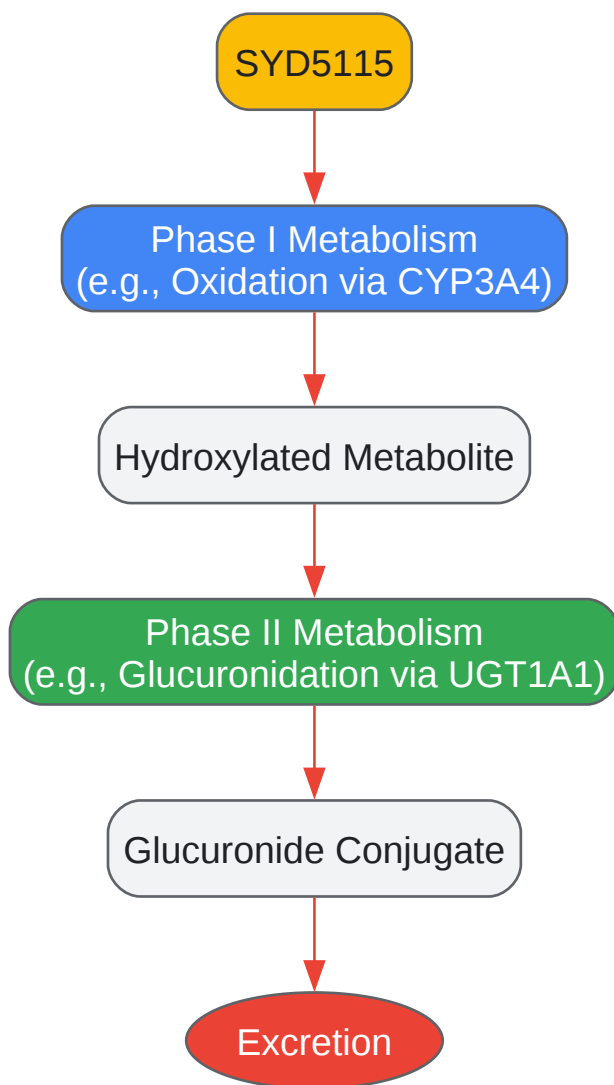 SYD5115
Phase I Metabolism
(e.g., Oxidation via CYP3A4)
Hydroxylated Metabolite
Phase II Metabolism
(e.g., Glucuronidation via UGT1A1)
Glucuronide Conjugate
Excretion